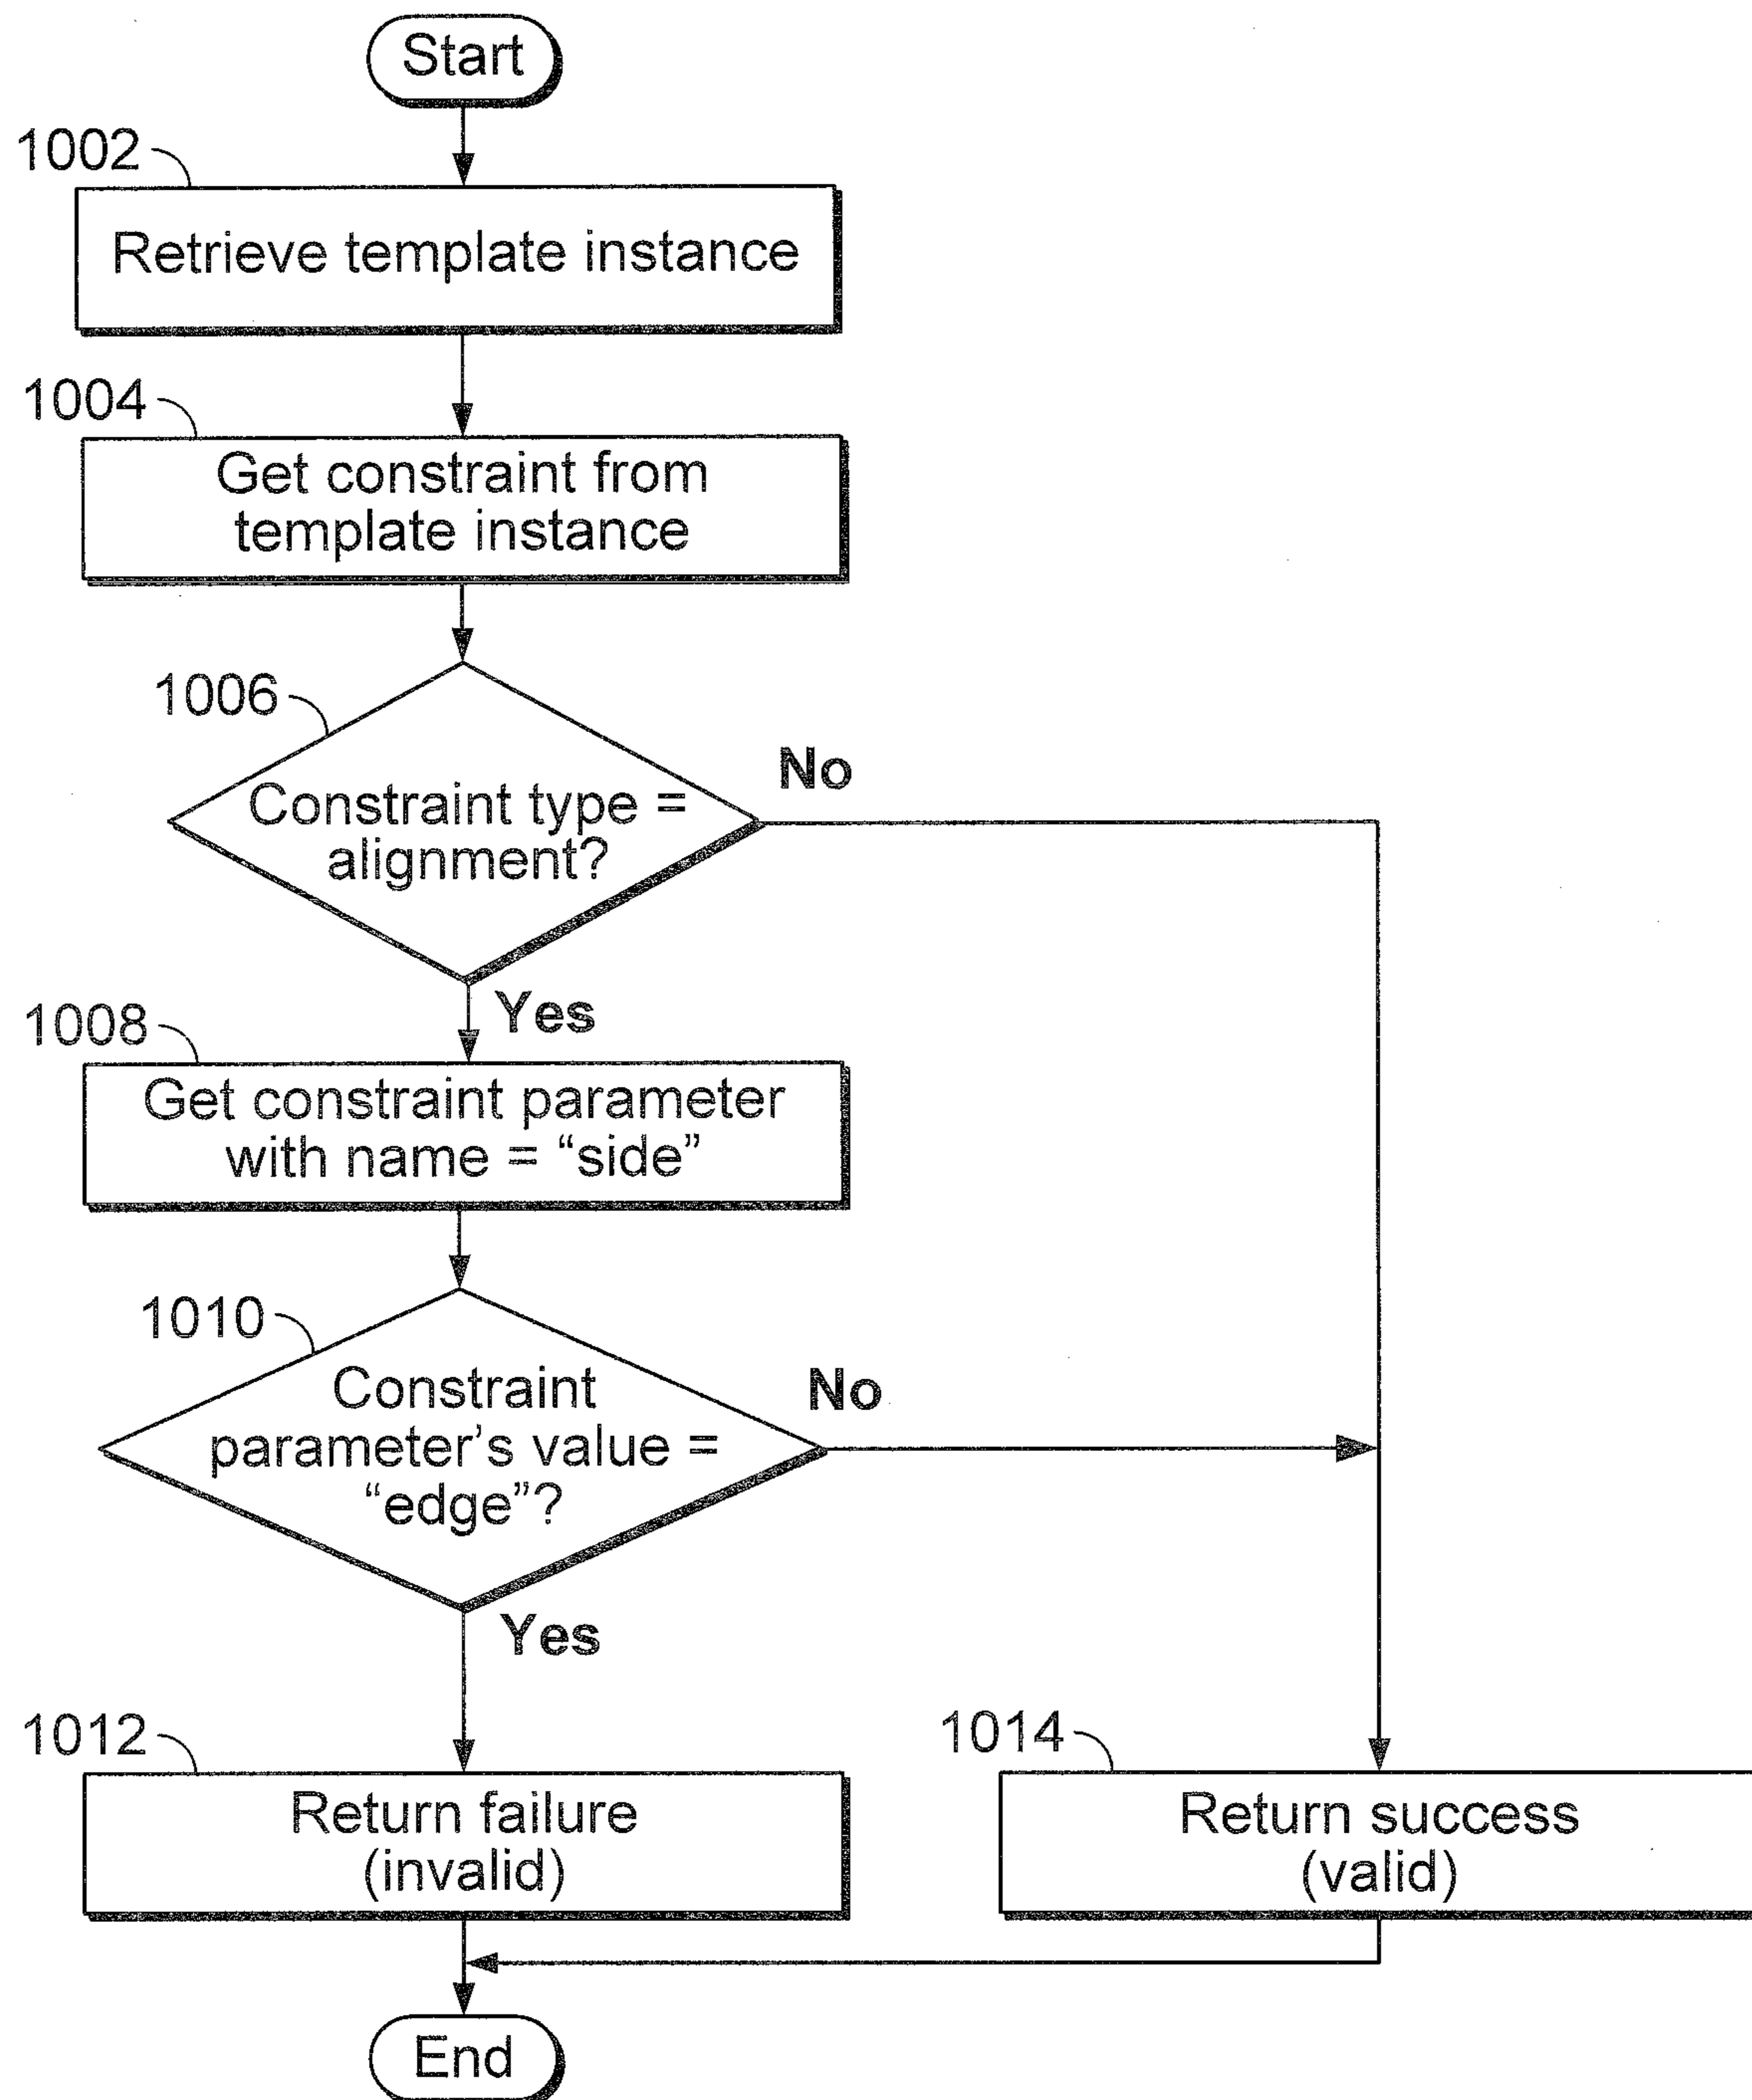 Start
1002
Retrieve template instance
1004
Get constraint from
template instance
1006
Constraint type =
alignment?
No
Yes
1008
Get constraint parameter
with name = “side”
1010
Constraint
parameter’s value =
“edge”?
No
Yes
1012
Return failure
(invalid)
1014
Return success
(valid)
End